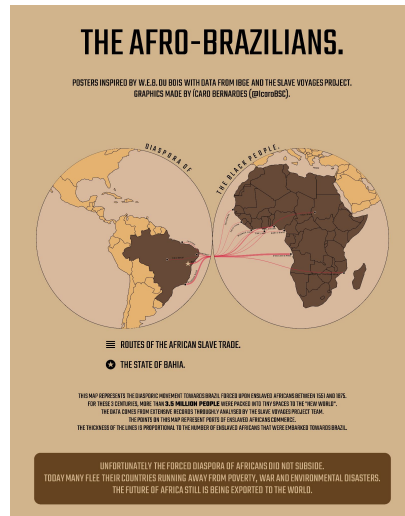 THE AFRO-BRAZILIANS.
POSTERS INSPIRED BY W.E.B. DU BOIS WITH DATA FROM IBGE AND THE SLAVE VOYAGES PROJECT.
GRAPHICS MADE BY ÍCARO BERNARDES (@IcaroBSC).
DIASPORA OF
THE BLACK PEOPLE.
ROUTES OF THE AFRICAN SLAVE TRADE.
THE STATE OF BAHIA.
THIS MAP REPRESENTS THE DIASPORIC MOVEMENT TOWARDS BRAZIL FORCED UPON ENSLAVED AFRICANS BETWEEN 1551 AND 1875.
FOR THESE 3 CENTURIES, MORE THAN 3.5 MILLION PEOPLE WERE PACKED INTO TINY SPACES TO THE "NEW WORLD".
THE DATA COMES FROM EXTENSIVE RECORDS THROUGHLY ANALYSED BY THE SLAVE VOYAGES PROJECT TEAM.
THE POINTS ON THIS MAP REPRESENT PORTS OF ENSLAVED AFRICANS COMMERCE.
THE THICKNESS OF THE LINES IS PROPORTIONAL TO THE NUMBER OF ENSLAVED AFRICANS THAT WERE EMBARKED TOWARDS BRAZIL.
UNFORTUNATELY THE FORCED DIASPORA OF AFRICANS DID NOT SUBSIDE.
TODAY MANY FLEE THEIR COUNTRIES RUNNING AWAY FROM POVERTY, WAR AND ENVIRONMENTAL DISASTERS.
THE FUTURE OF AFRICA STILL IS BEING EXPORTED TO THE WORLD.